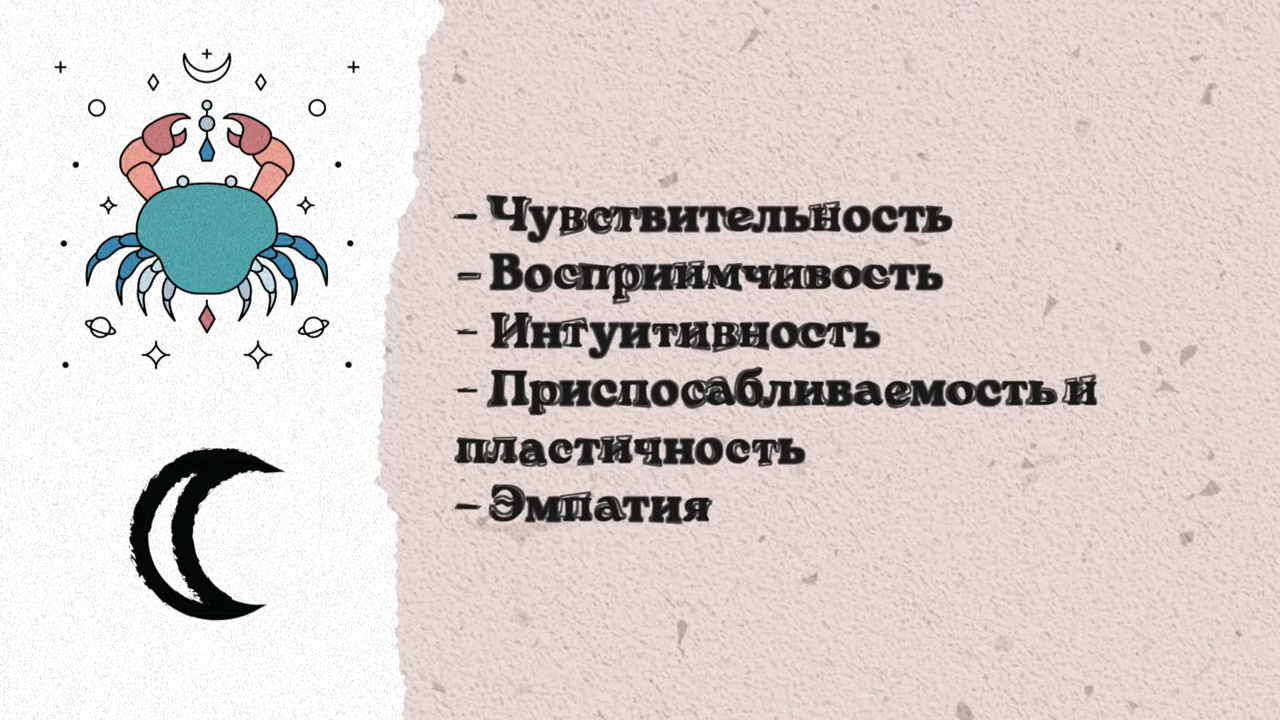 – Чувствительность
– Восприимчивость
– Интуитивность
– Приспосабливаемость и
пластичность
– Эмпатия